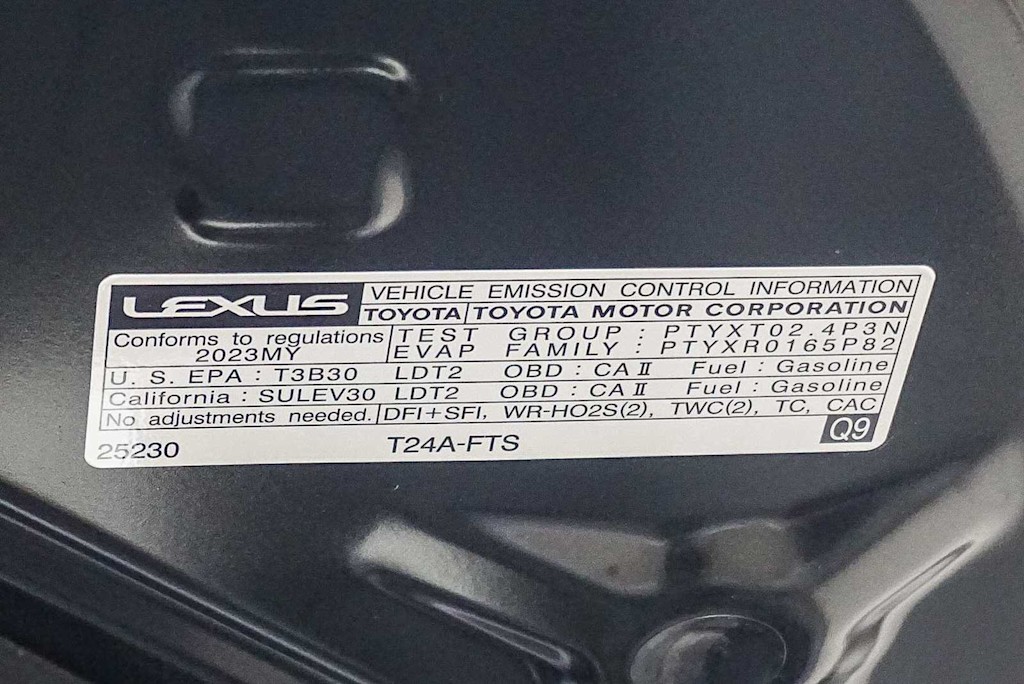 LEXUS VEHICLE EMISSION CONTROL INFORMATION
TOYOTA TOYOTA MOTOR CORPORATION
Conforms to regulations TEST GROUP : PTYXT02.4P3N
2023MY EVAP FAMILY : PTYXR0165P82
U. S. EPA : T3B30 LDT2 OBD : CA II Fuel : Gasoline
California : SULEV30 LDT2 OBD : CA II Fuel : Gasoline
No adjustments needed. DFI+SFI, WR-HO2S(2), TWC(2), TC, CAC
25230 T24A-FTS Q9